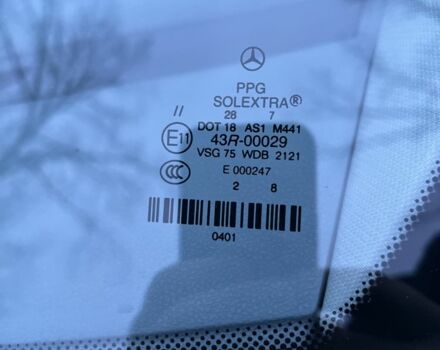 PPG
SOLEXTRA®
// 28 7
DOT 18 AS1 M441
E11 43R-00029
VSG 75 WDB 2121
CCC E 000247
2 8
0401